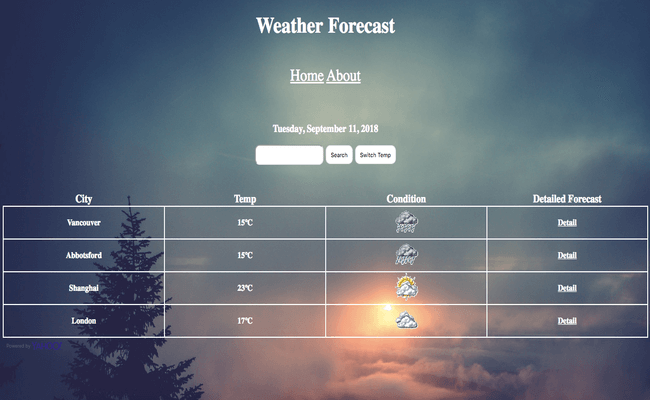 Weather Forecast
Home About
Tuesday, September 11, 2018
Search Switch Temp
City Temp Condition Detailed Forecast
Vancouver 15°C Detail
Abbotsford 15°C Detail
Shanghai 23°C Detail
London 17°C Detail
Powered by